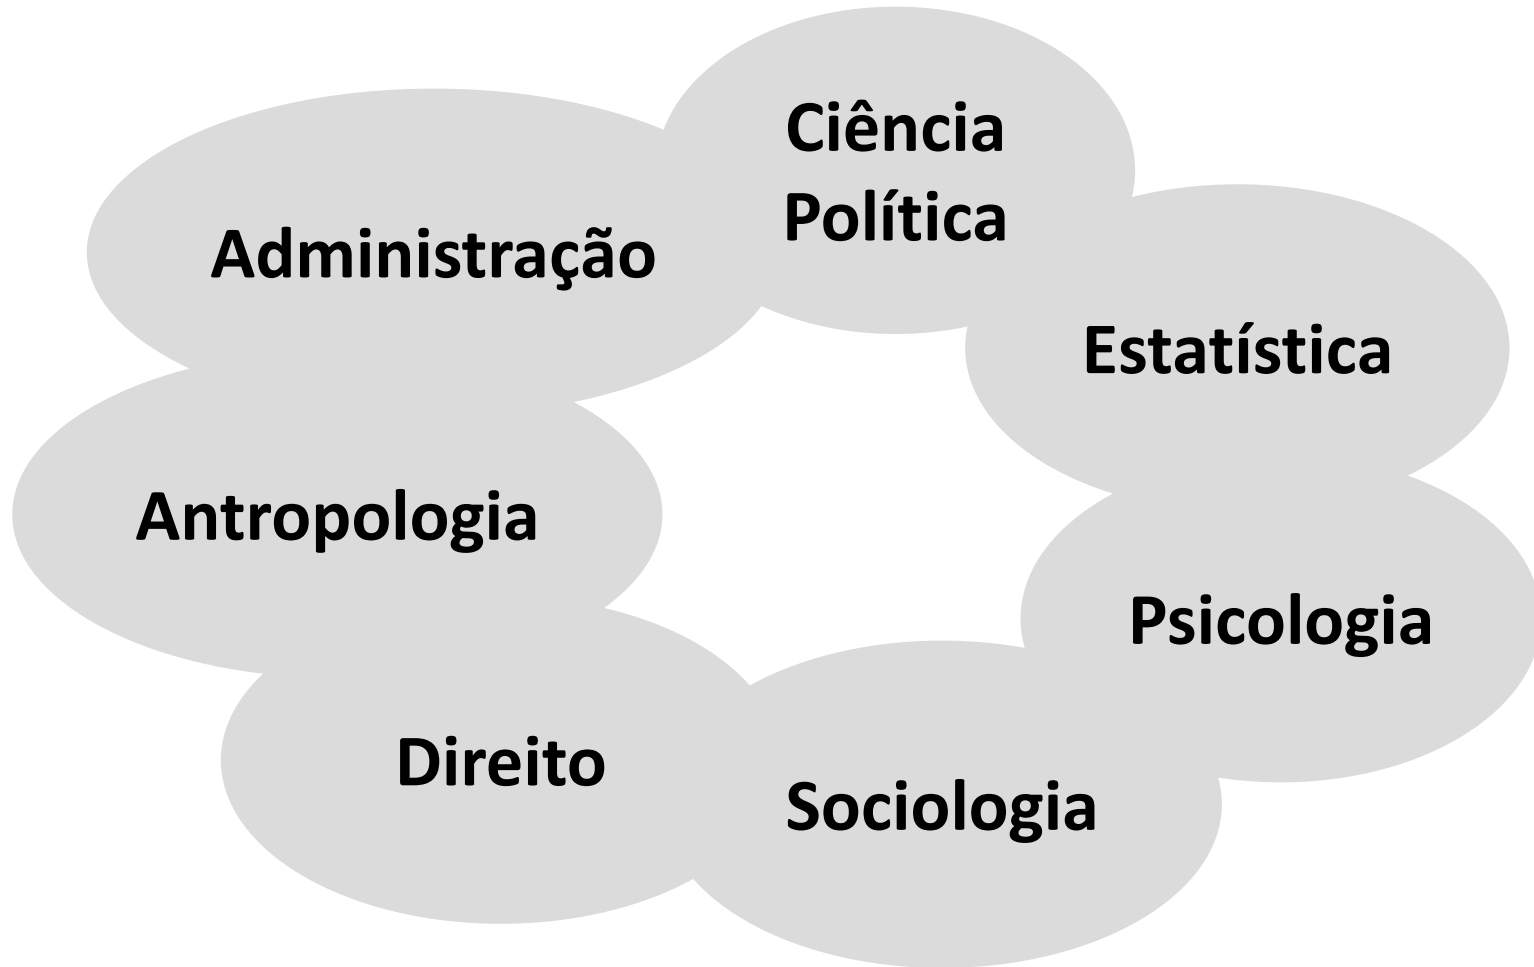 Ciência
Política
Administração
Estatística
Antropologia
Psicologia
Direito
Sociologia